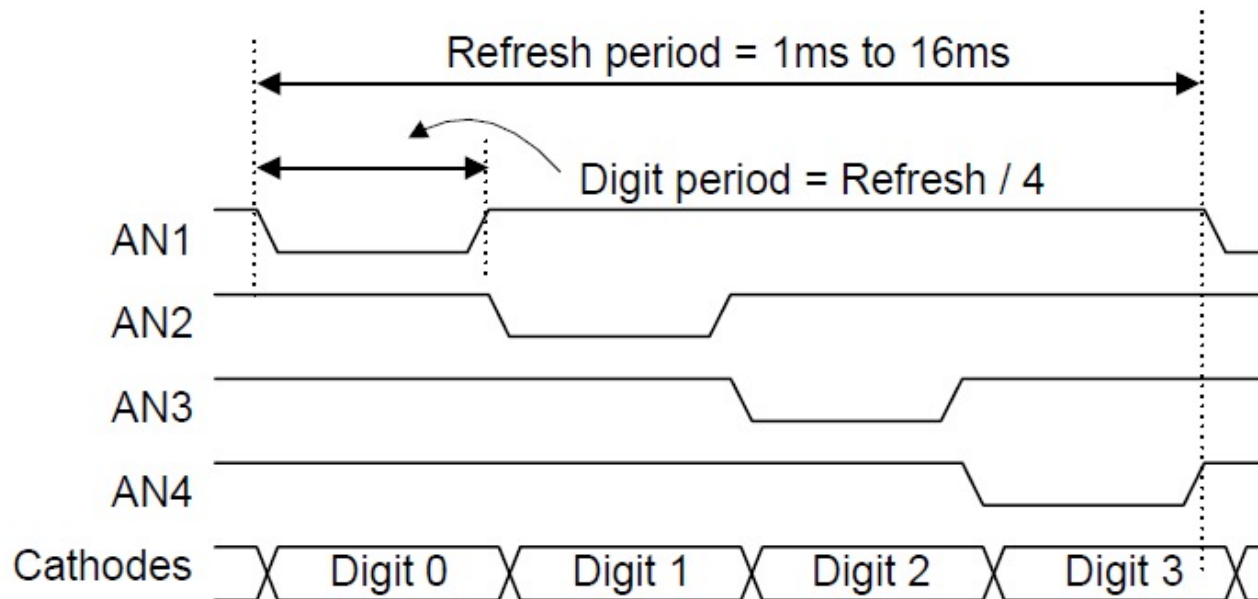 Refresh period = 1ms to 16ms
Digit period = Refresh / 4
AN1
AN2
AN3
AN4
Cathodes Digit 0 Digit 1 Digit 2 Digit 3